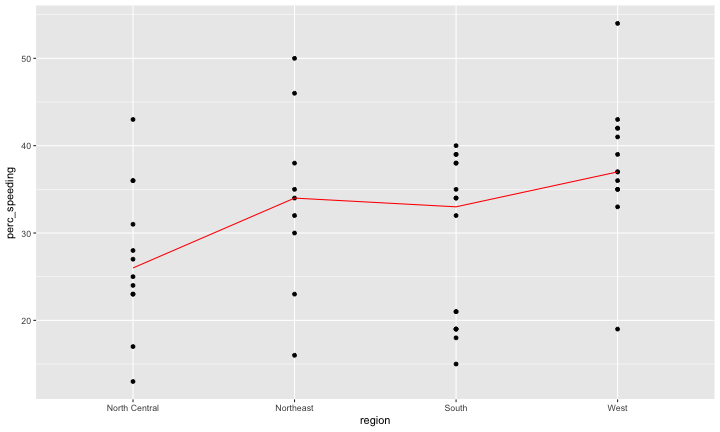 perc_speeding
50
40
30
20
North Central
Northeast
South
West
region